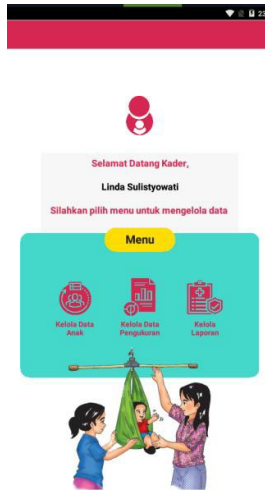 23
Selamat Datang Kader,
Linda Sulistyowati
Silahkan pilih menu untuk mengelola data
Menu
Kelola Data
Anak
Kelola Data
Pengukuran
Kelola
Laporan